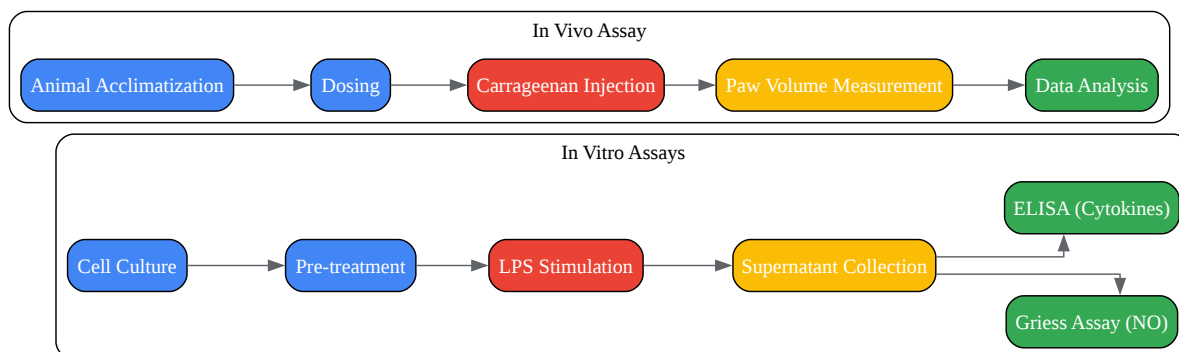 In Vivo Assay
Animal Acclimatization
Dosing
Carrageenan Injection
Paw Volume Measurement
Data Analysis
In Vitro Assays
Cell Culture
Pre-treatment
LPS Stimulation
Supernatant Collection
ELISA (Cytokines)
Griess Assay (NO)